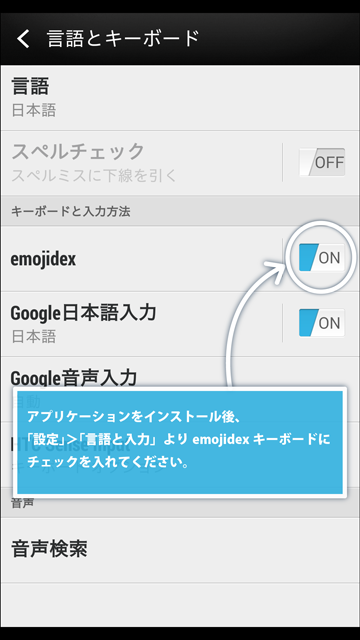 言語とキーボード
言語
日本語
スペルチェック
OFF
スペルミスに下線を引く
キーボードと入力方法
emojidex
ON
Google日本語入力
ON
日本語
Google音声入力
アプリケーションをインストール後、
「設定」＞「言語と入力」より emojidex キーボードに
チェックを入れてください。
音声
音声検索